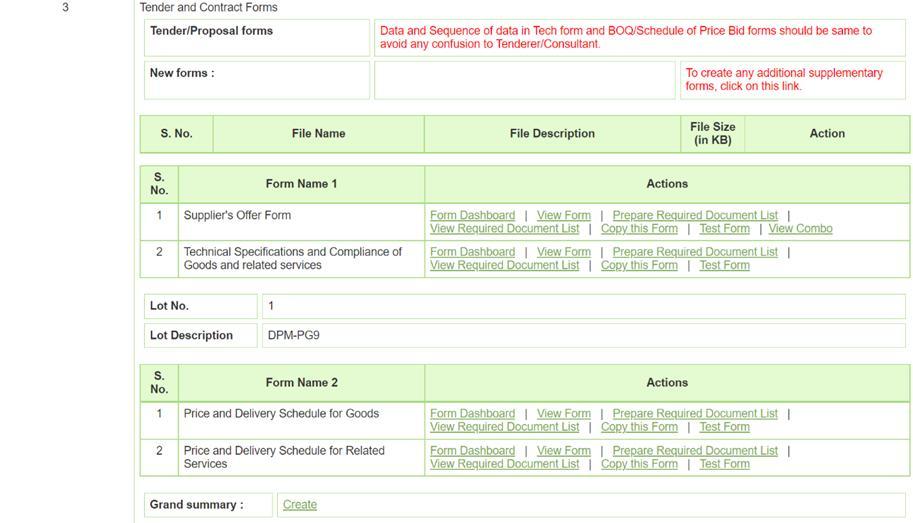 3 Tender and Contract Forms
Tender/Proposal forms
Data and Sequence of data in Tech form and BOQ/Schedule of Price Bid forms should be same to
avoid any confusion to Tenderer/Consultant.
New forms :
To create any additional supplementary
forms, click on this link.
S. No. File Name File Description File Size
(in KB) Action
S.
No. Form Name 1 Actions
1 Supplier's Offer Form
Form Dashboard | View Form | Prepare Required Document List |
View Required Document List | Copy this Form | Test Form | View Combo
2 Technical Specifications and Compliance of
Goods and related services
Form Dashboard | View Form | Prepare Required Document List |
View Required Document List | Copy this Form | Test Form
Lot No. 1
Lot Description DPM-PG9
S.
No. Form Name 2 Actions
1 Price and Delivery Schedule for Goods
Form Dashboard | View Form | Prepare Required Document List |
View Required Document List | Copy this Form | Test Form
2 Price and Delivery Schedule for Related
Services
Form Dashboard | View Form | Prepare Required Document List |
View Required Document List | Copy this Form | Test Form
Grand summary : Create